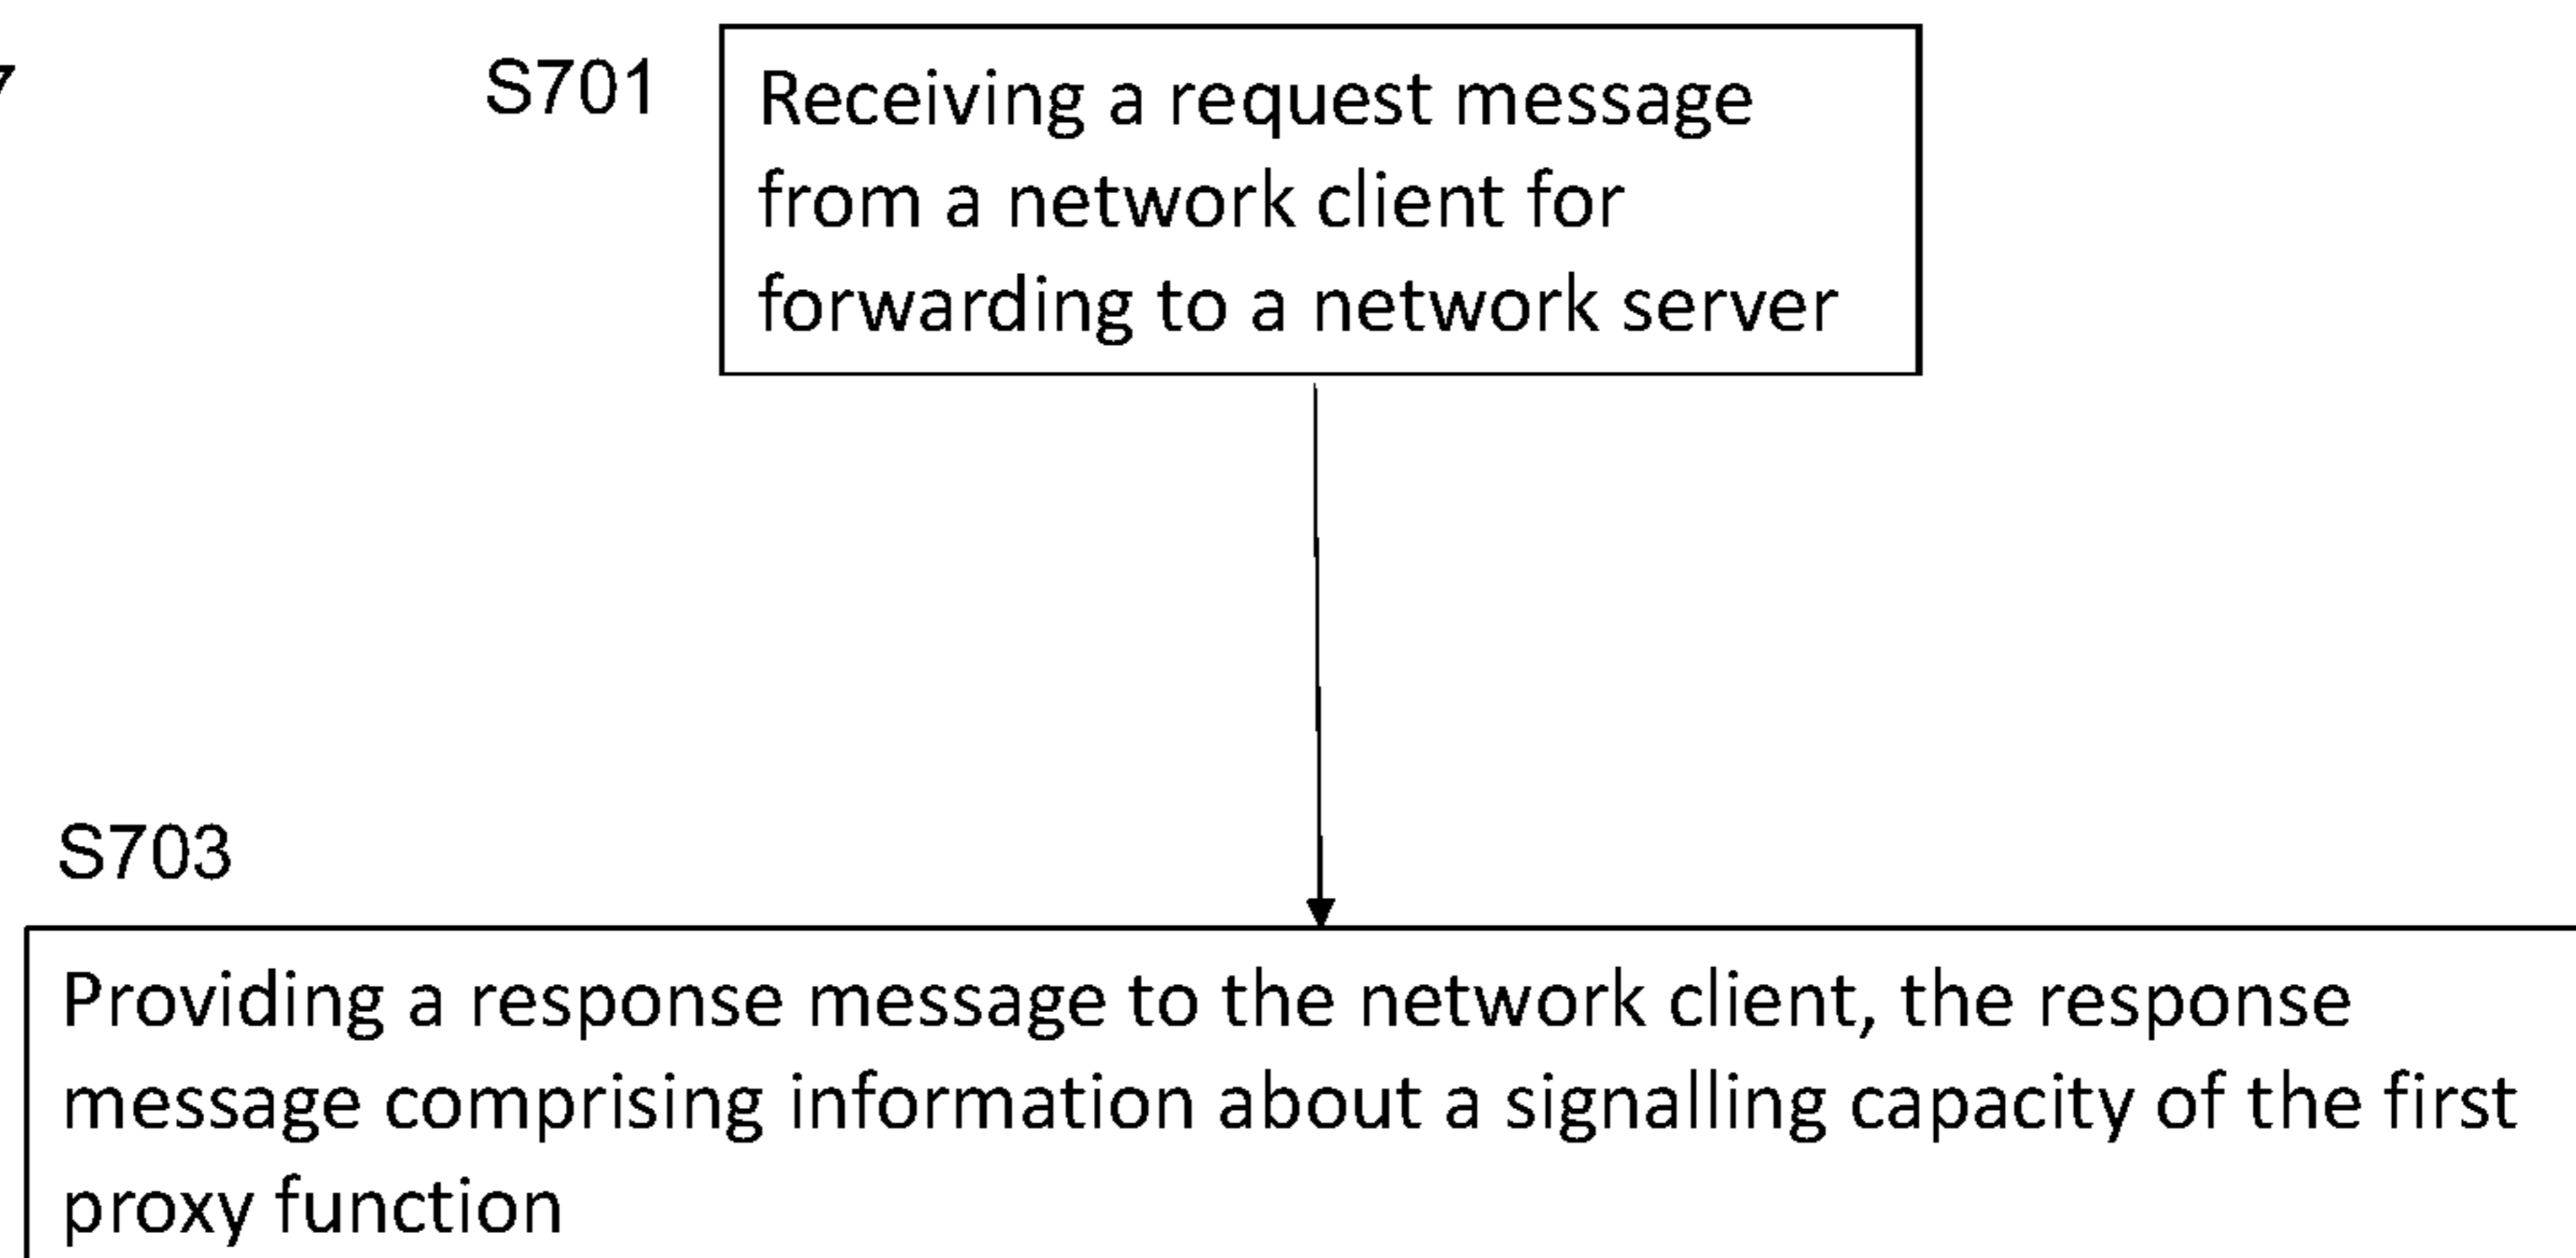 7
S701
Receiving a request message
from a network client for
forwarding to a network server
S703
Providing a response message to the network client, the response
message comprising information about a signalling capacity of the first
proxy function